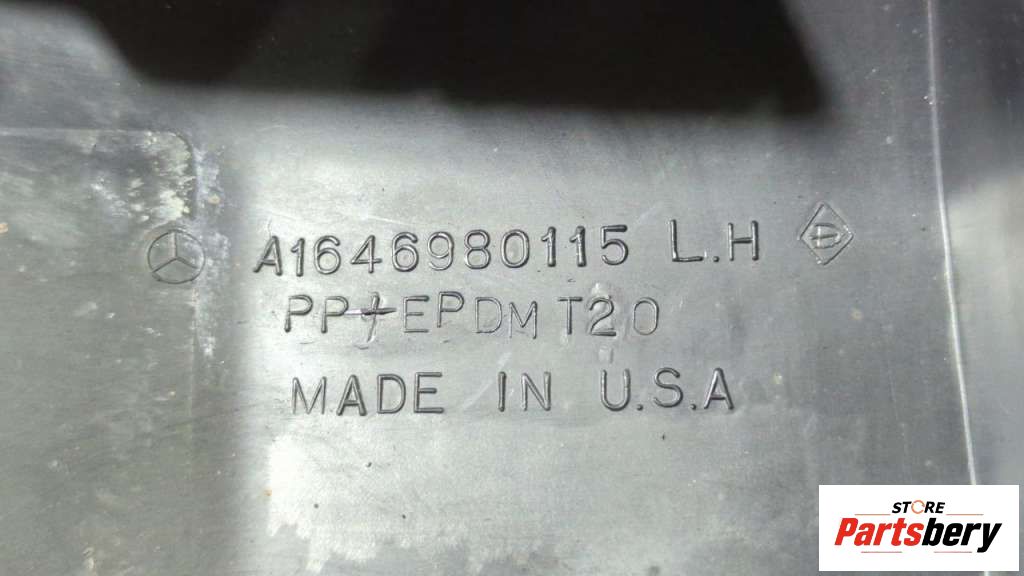 A1646980115 L.H
PP+EPDM T20
MADE IN U.S.A
STORE
Partsbery